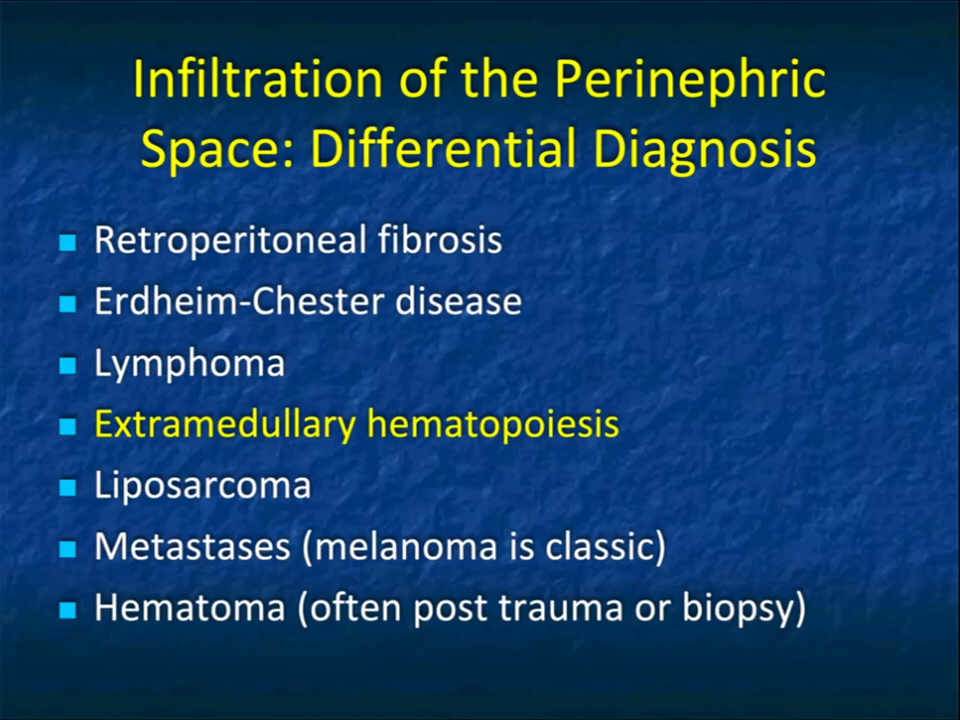 Infiltration of the Perinephric
Space: Differential Diagnosis
Retroperitoneal fibrosis
Erdheim-Chester disease
Lymphoma
Extramedullary hematopoiesis
Liposarcoma
Metastases (melanoma is classic)
Hematoma (often post trauma or biopsy)